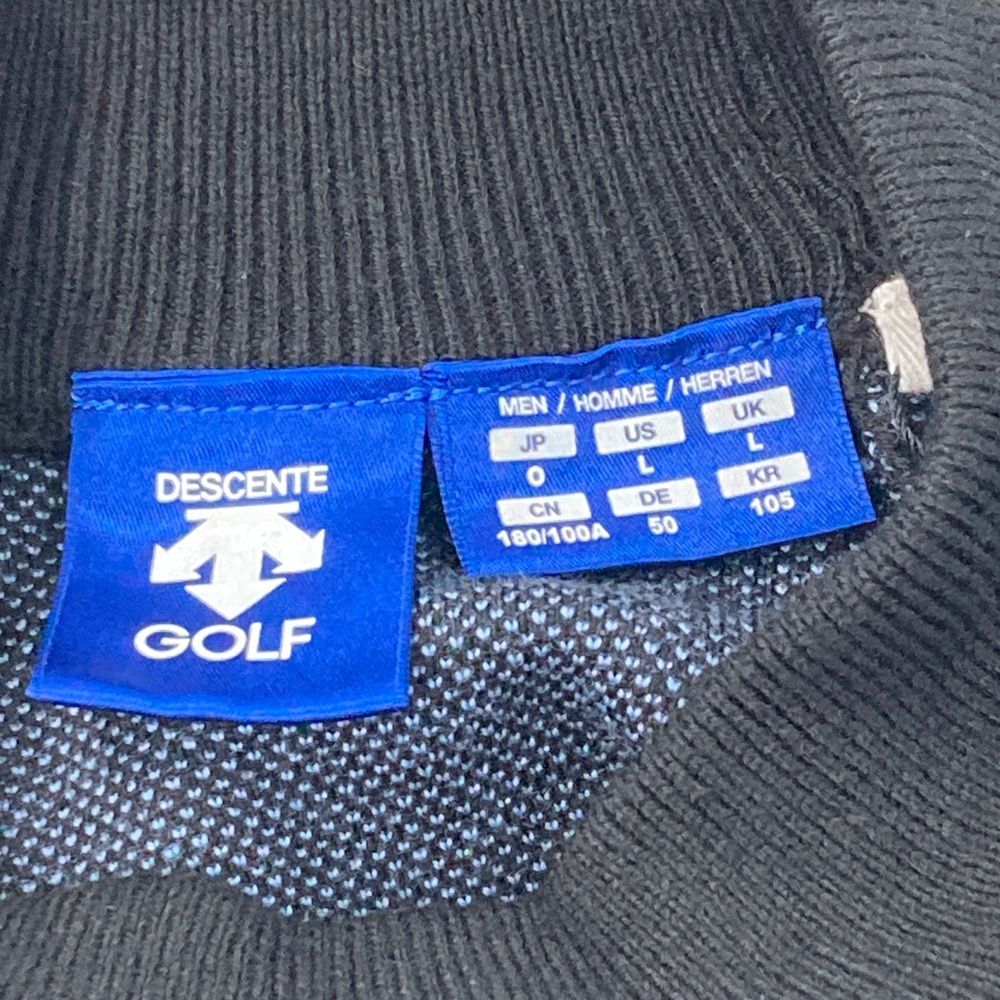 DESCENTE
GOLF
MEN / HOMME / HERREN
JP US UK
O L L
CN DE KR
180/100A 50 105